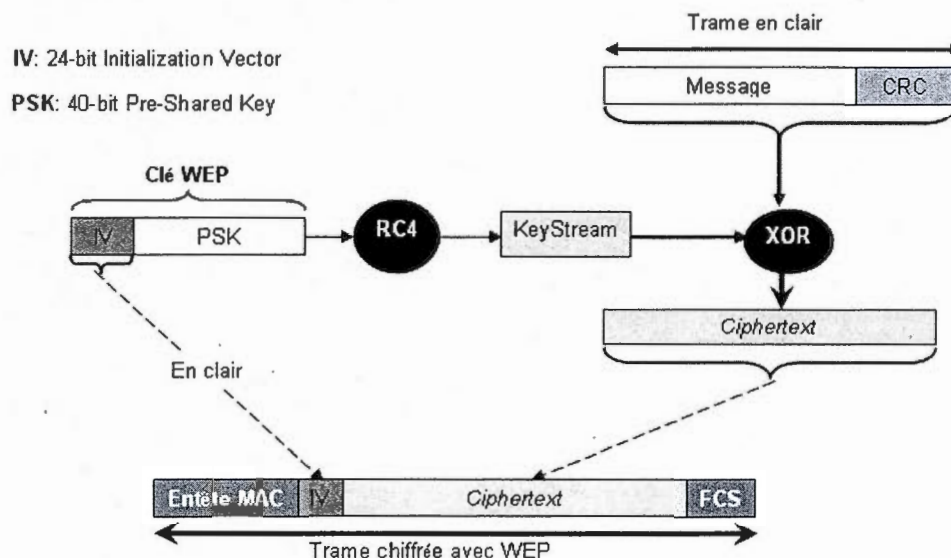 Trame en clair
IV: 24-bit Initialization Vector
Message CRC
PSK: 40-bit Pre-Shared Key
Clé WEP
IV PSK RC4 KeyStream XOR
Ciphertext
En clair
Entête MAC IV Ciphertext FCS
Trame chiffrée avec WEP